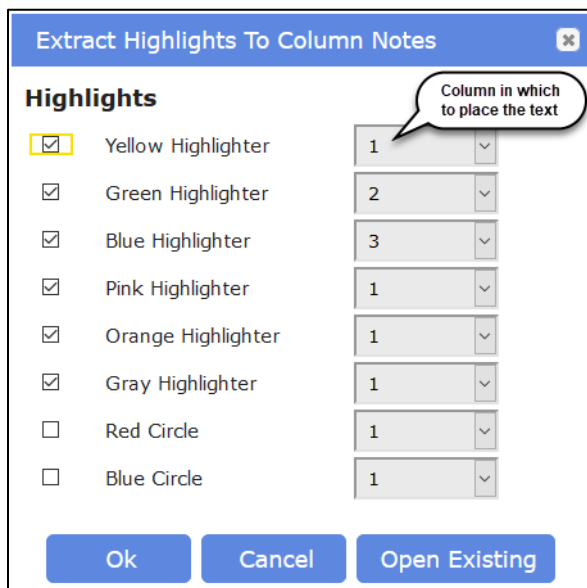 Extract Highlights To Column Notes
Highlights
Column in which
to place the text
Yellow Highlighter 1
Green Highlighter 2
Blue Highlighter 3
Pink Highlighter 1
Orange Highlighter 1
Gray Highlighter 1
Red Circle 1
Blue Circle 1
Ok Cancel Open Existing